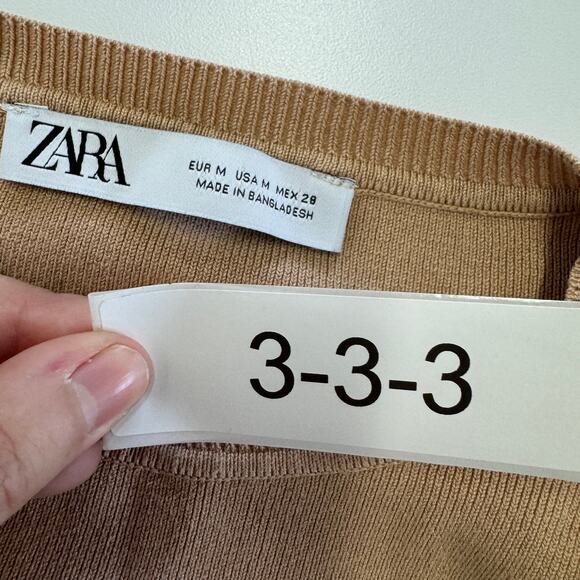 ZARA
EUR M USA M MEX 28
MADE IN BANGLADESH
3-3-3